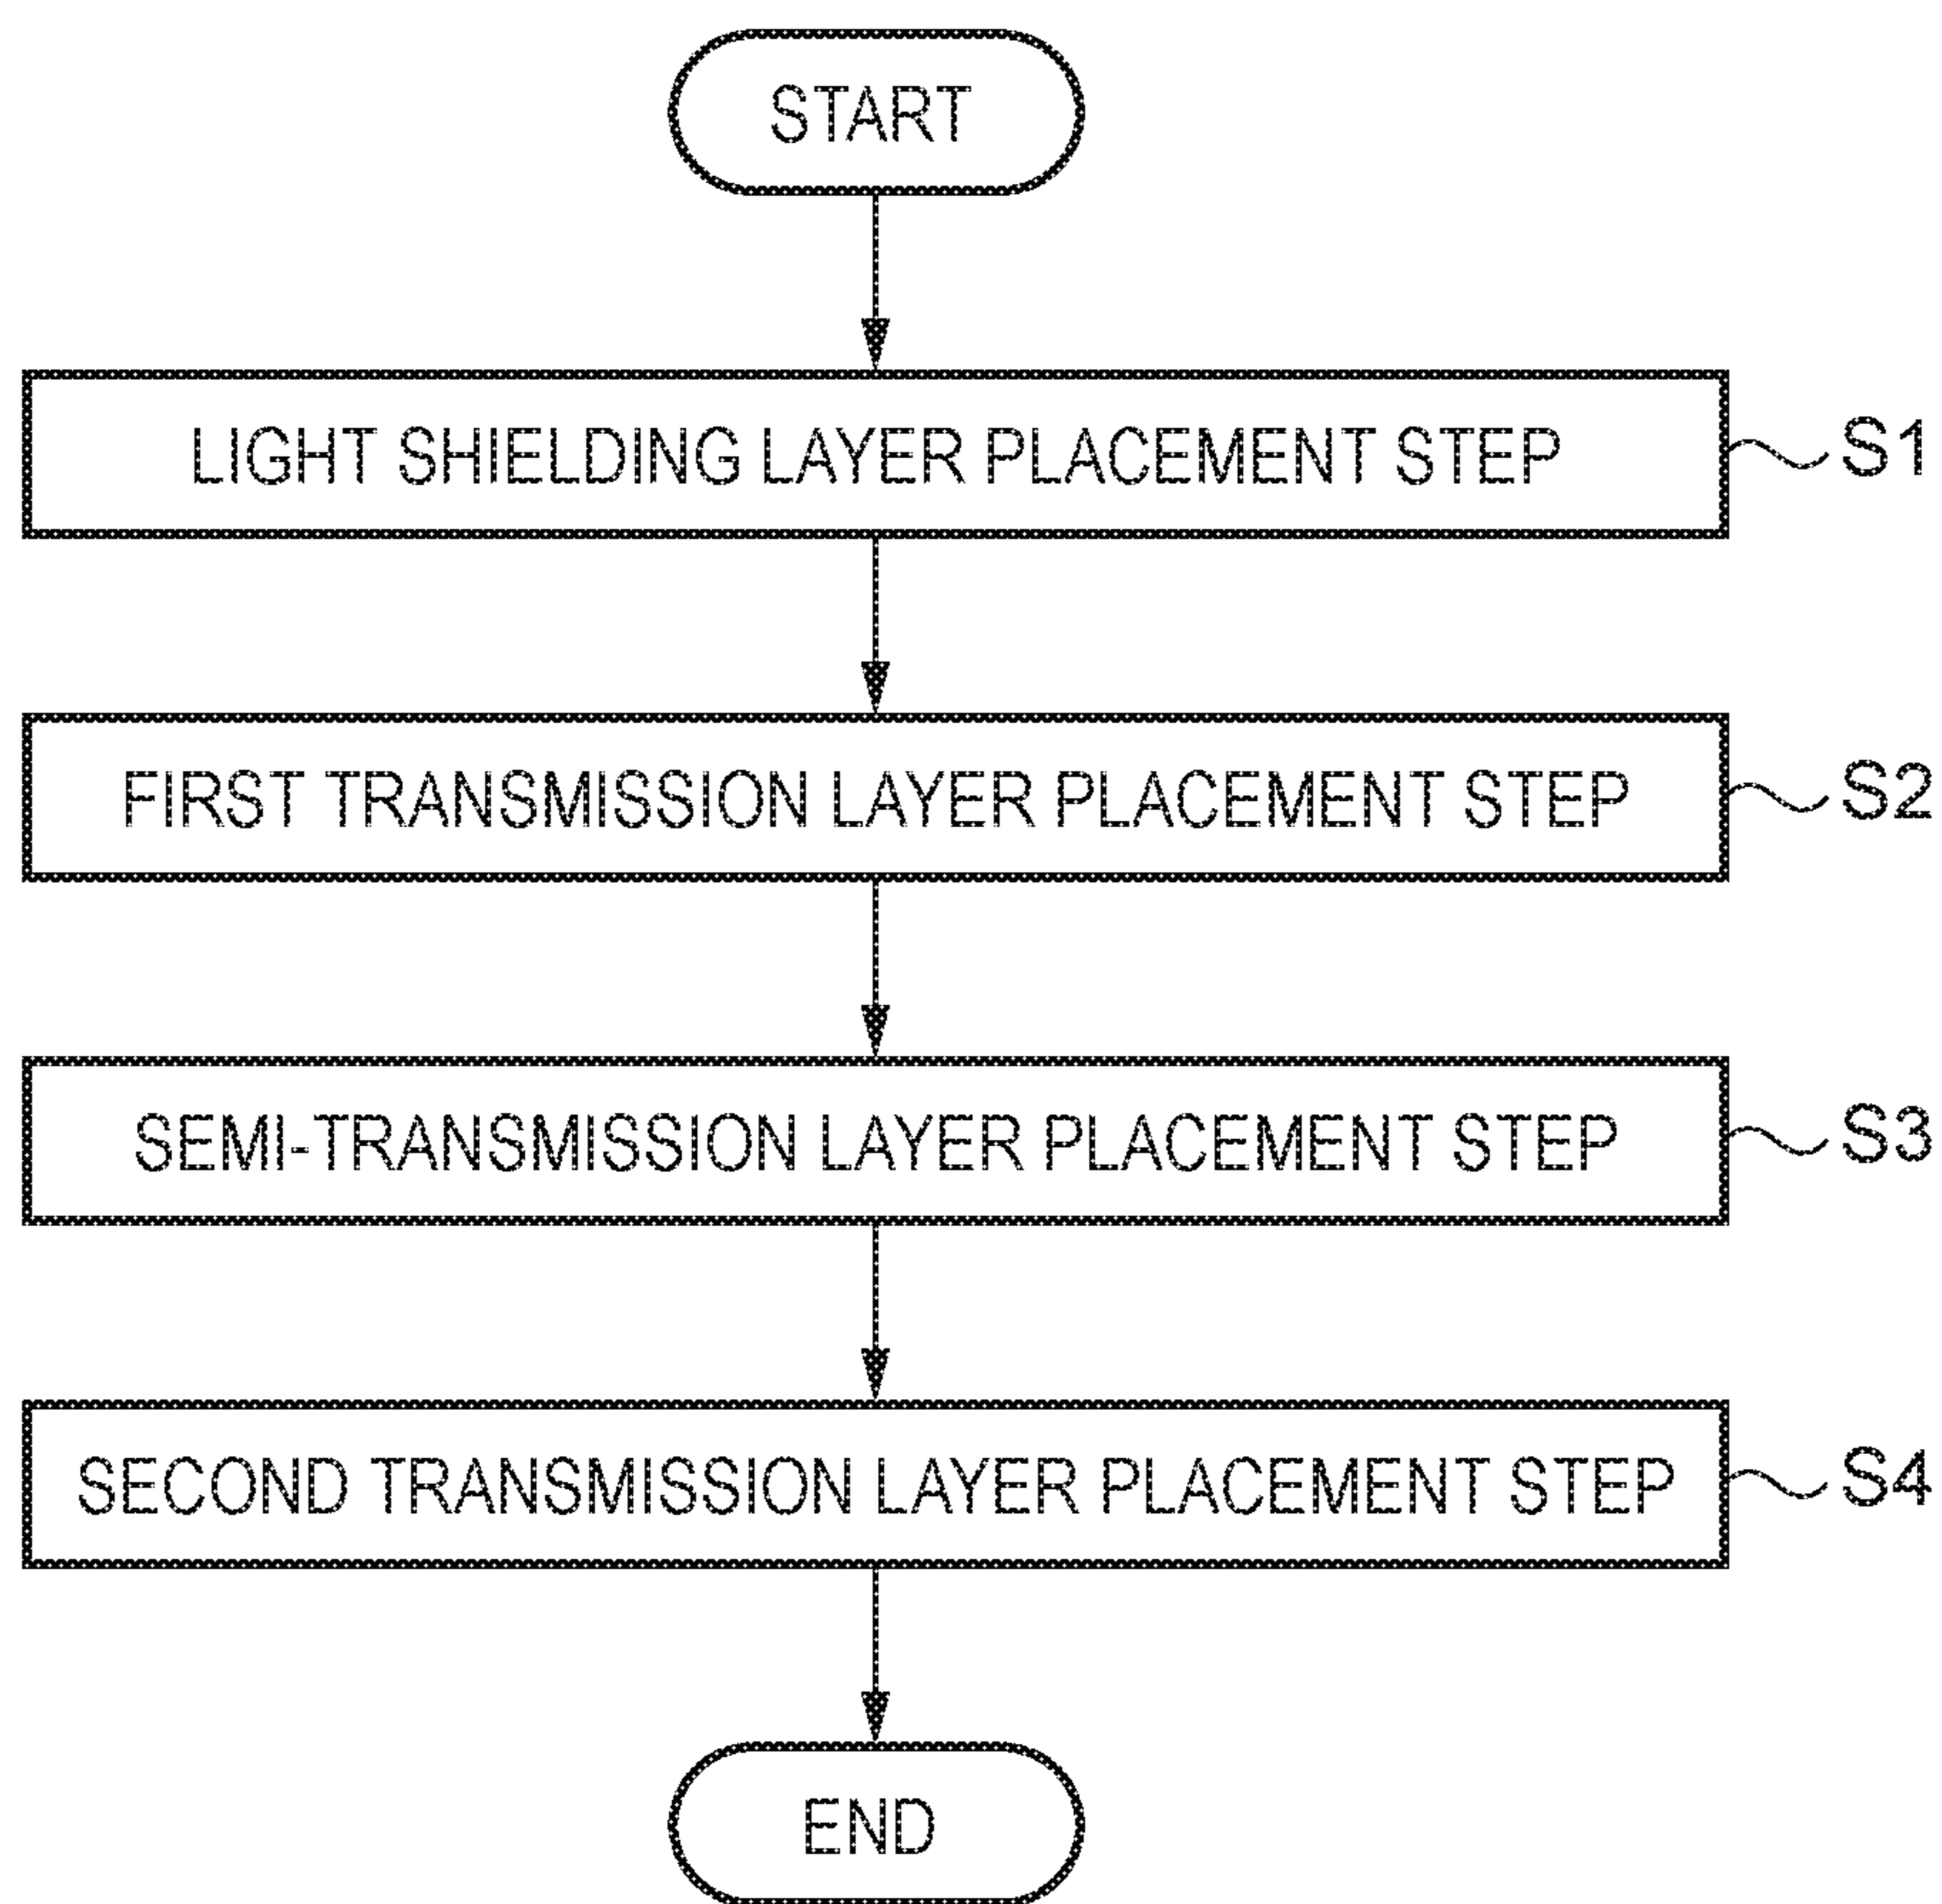 START
LIGHT SHIELDING LAYER PLACEMENT STEP S1
FIRST TRANSMISSION LAYER PLACEMENT STEP S2
SEMI-TRANSMISSION LAYER PLACEMENT STEP S3
SECOND TRANSMISSION LAYER PLACEMENT STEP S4
END